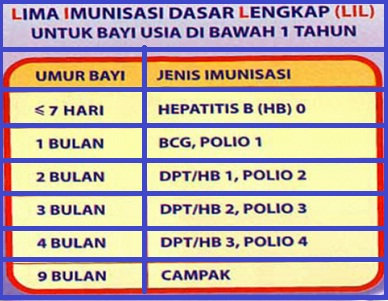 LIMA IMUNISASI DASAR LENGKAP (LIL)
UNTUK BAYI USIA DI BAWAH 1 TAHUN
UMUR BAYI JENIS IMUNISASI
≤ 7 HARI HEPATITIS B (HB) 0
1 BULAN BCG, POLIO 1
2 BULAN DPT/HB 1, POLIO 2
3 BULAN DPT/HB 2, POLIO 3
4 BULAN DPT/HB 3, POLIO 4
9 BULAN CAMPAK